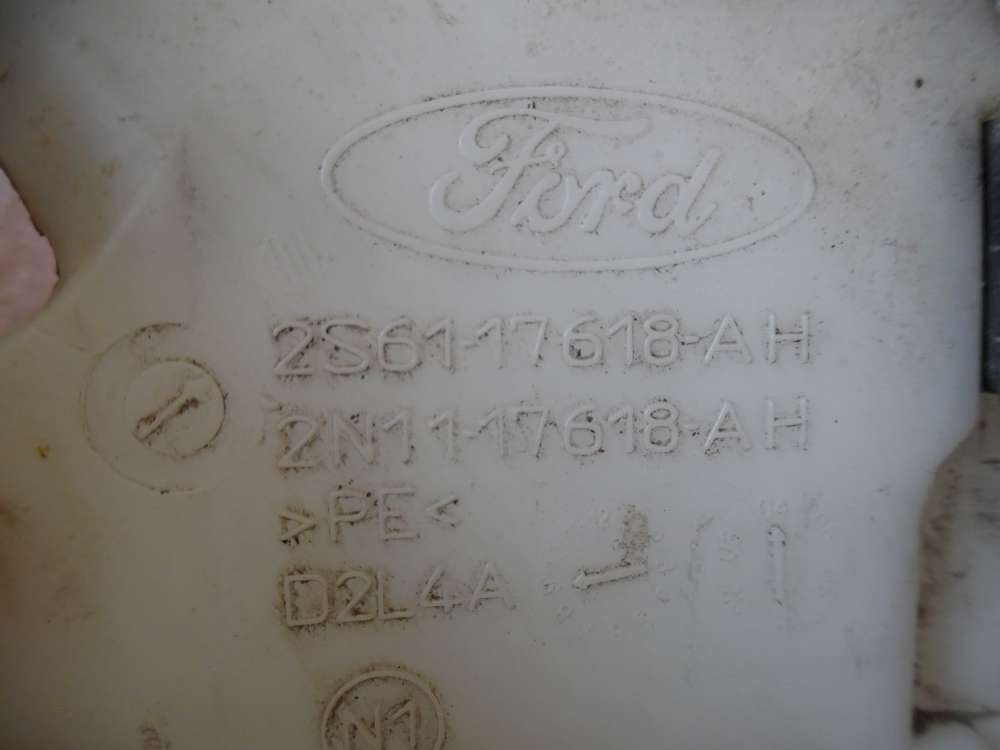 Ford
2S61-17618-AH
2N11-17618-AH
>PE<
D2L4A